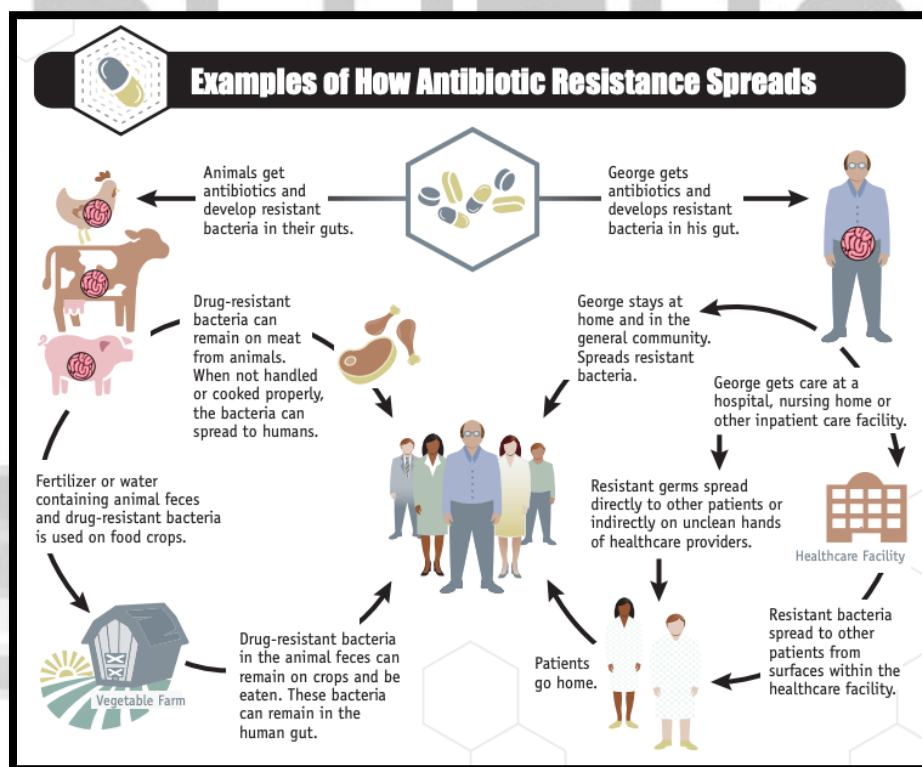 Examples of How Antibiotic Resistance Spreads
Animals get
antibiotics and
develop resistant
bacteria in their guts.
George gets
antibiotics and
develops resistant
bacteria in his gut.
Drug-resistant
bacteria can
remain on meat
from animals.
When not handled
or cooked properly,
the bacteria can
spread to humans.
George stays at
home and in the
general community.
Spreads resistant
bacteria.
George gets care at a
hospital, nursing home or
other inpatient care facility.
Fertilizer or water
containing animal feces
and drug-resistant bacteria
is used on food crops.
Resistant germs spread
directly to other patients or
indirectly on unclean hands
of healthcare providers.
Healthcare Facility
Vegetable Farm
Drug-resistant bacteria
in the animal feces can
remain on crops and be
eaten. These bacteria
can remain in the
human gut.
Patients
go home.
Resistant bacteria
spread to other
patients from
surfaces within the
healthcare facility.